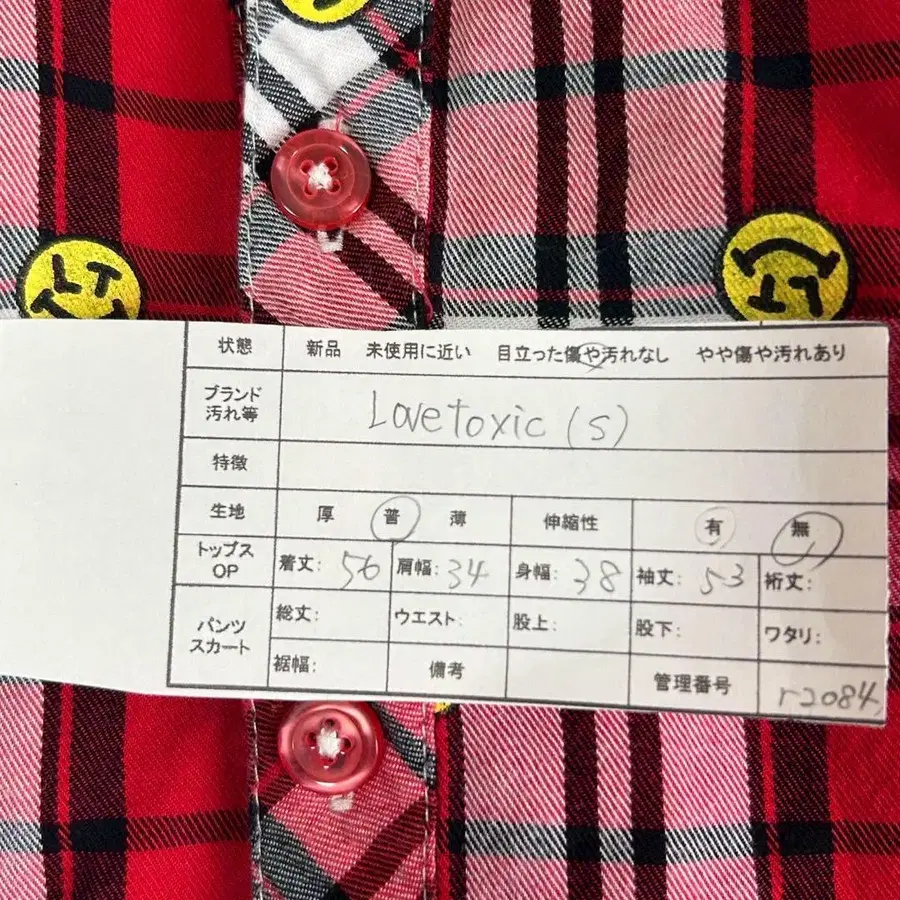 LT
LT
状態 新品 未使用に近い 目立った傷や汚れなし やや傷や汚れあり
ブランド
汚れ等
Lovetoxic (S)
特徴
生地 厚 普 薄 伸縮性 有 無
トップス
OP
着丈: 56 肩幅: 34 身幅: 38 袖丈: 53 裄丈:
パンツ
スカート
総丈: ウエスト: 股上: 股下: ワタリ:
裾幅: 備考 管理番号 r2084